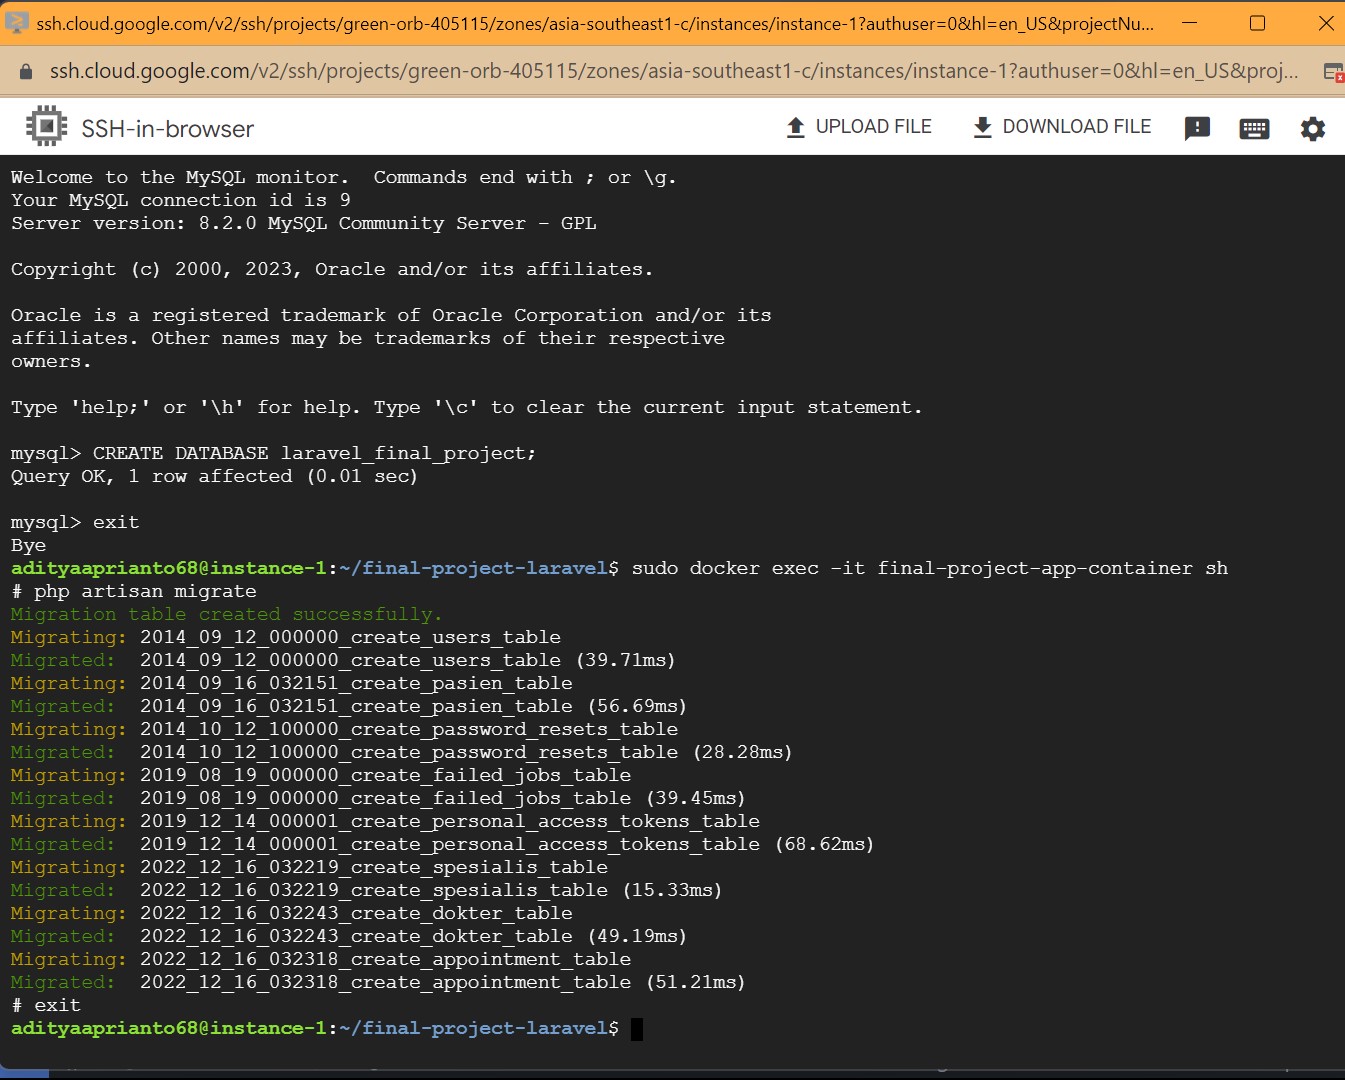 ssh.cloud.google.com/v2/ssh/projects/green-orb-405115/zones/asia-southeast1-c/instances/instance-1?authuser=0&hl=en_US&projectNu...
ssh.cloud.google.com/v2/ssh/projects/green-orb-405115/zones/asia-southeast1-c/instances/instance-1?authuser=0&hl=en_US&proj...
SSH-in-browser UPLOAD FILE DOWNLOAD FILE
Welcome to the MySQL monitor.  Commands end with ; or \g.
Your MySQL connection id is 9
Server version: 8.2.0 MySQL Community Server - GPL
Copyright (c) 2000, 2023, Oracle and/or its affiliates.
Oracle is a registered trademark of Oracle Corporation and/or its
affiliates. Other names may be trademarks of their respective
owners.
Type 'help;' or '\h' for help. Type '\c' to clear the current input statement.
mysql> CREATE DATABASE laravel_final_project;
Query OK, 1 row affected (0.01 sec)
mysql> exit
Bye
adityaaprianto68@instance-1:~/final-project-laravel$ sudo docker exec -it final-project-app-container sh
# php artisan migrate
Migration table created successfully.
Migrating: 2014_09_12_000000_create_users_table
Migrated:  2014_09_12_000000_create_users_table (39.71ms)
Migrating: 2014_09_16_032151_create_pasien_table
Migrated:  2014_09_16_032151_create_pasien_table (56.69ms)
Migrating: 2014_10_12_100000_create_password_resets_table
Migrated:  2014_10_12_100000_create_password_resets_table (28.28ms)
Migrating: 2019_08_19_000000_create_failed_jobs_table
Migrated:  2019_08_19_000000_create_failed_jobs_table (39.45ms)
Migrating: 2019_12_14_000001_create_personal_access_tokens_table
Migrated:  2019_12_14_000001_create_personal_access_tokens_table (68.62ms)
Migrating: 2022_12_16_032219_create_spesialis_table
Migrated:  2022_12_16_032219_create_spesialis_table (15.33ms)
Migrating: 2022_12_16_032243_create_dokter_table
Migrated:  2022_12_16_032243_create_dokter_table (49.19ms)
Migrating: 2022_12_16_032318_create_appointment_table
Migrated:  2022_12_16_032318_create_appointment_table (51.21ms)
# exit
adityaaprianto68@instance-1:~/final-project-laravel$